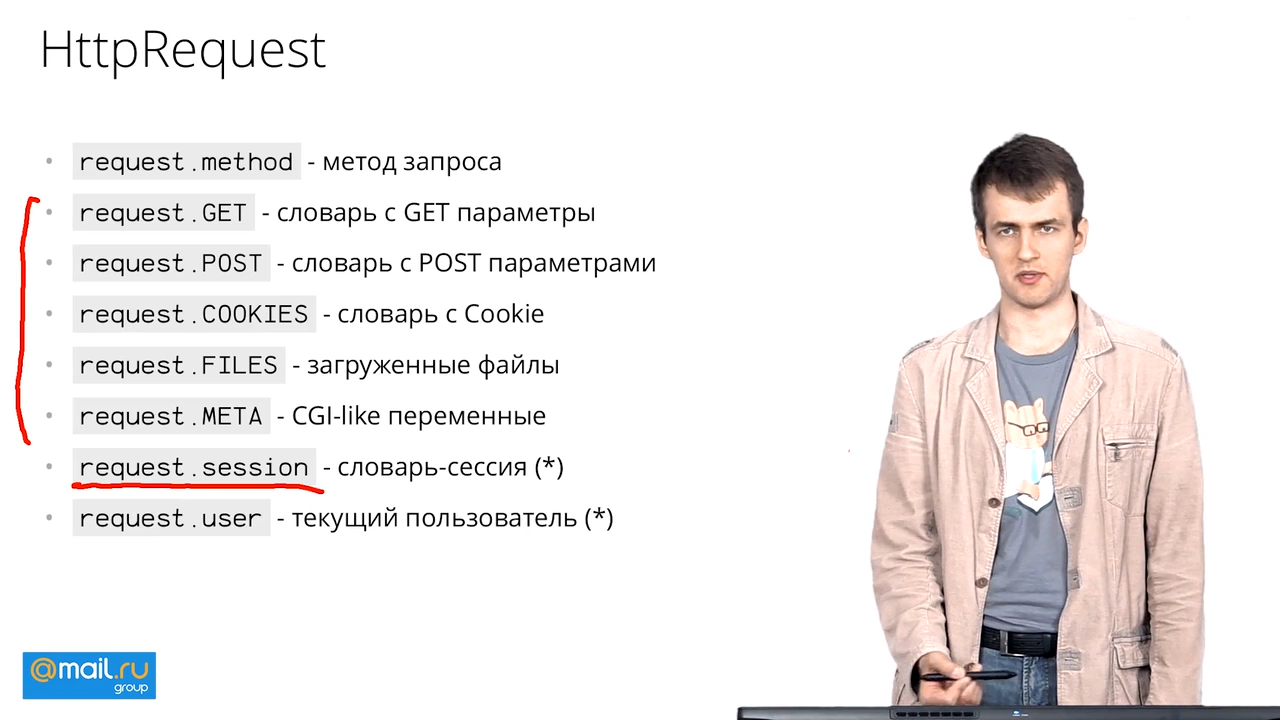 HttpRequest
request.method - метод запроса
request.GET - словарь с GET параметры
request.POST - словарь с POST параметрами
request.COOKIES - словарь с Cookie
request.FILES - загруженные файлы
request.META - CGI-like переменные
request.session - словарь-сессия (*)
request.user - текущий пользователь (*)
@mail.ru
group